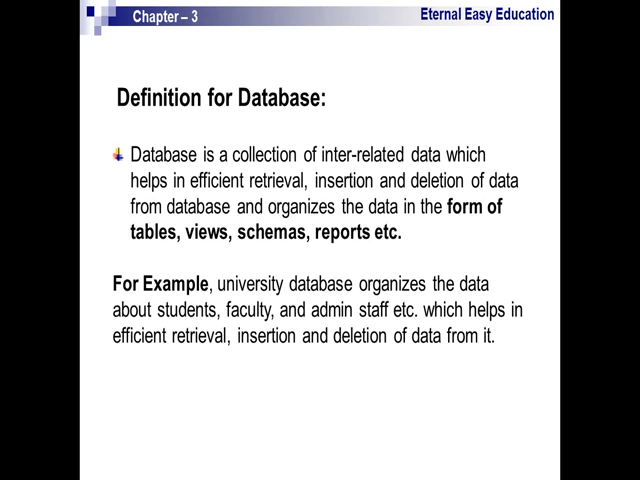 Chapter – 3
Eternal Easy Education
Definition for Database:
Database is a collection of inter-related data which
helps in efficient retrieval, insertion and deletion of data
from database and organizes the data in the form of
tables, views, schemas, reports etc.
For Example, university database organizes the data
about students, faculty, and admin staff etc. which helps in
efficient retrieval, insertion and deletion of data from it.